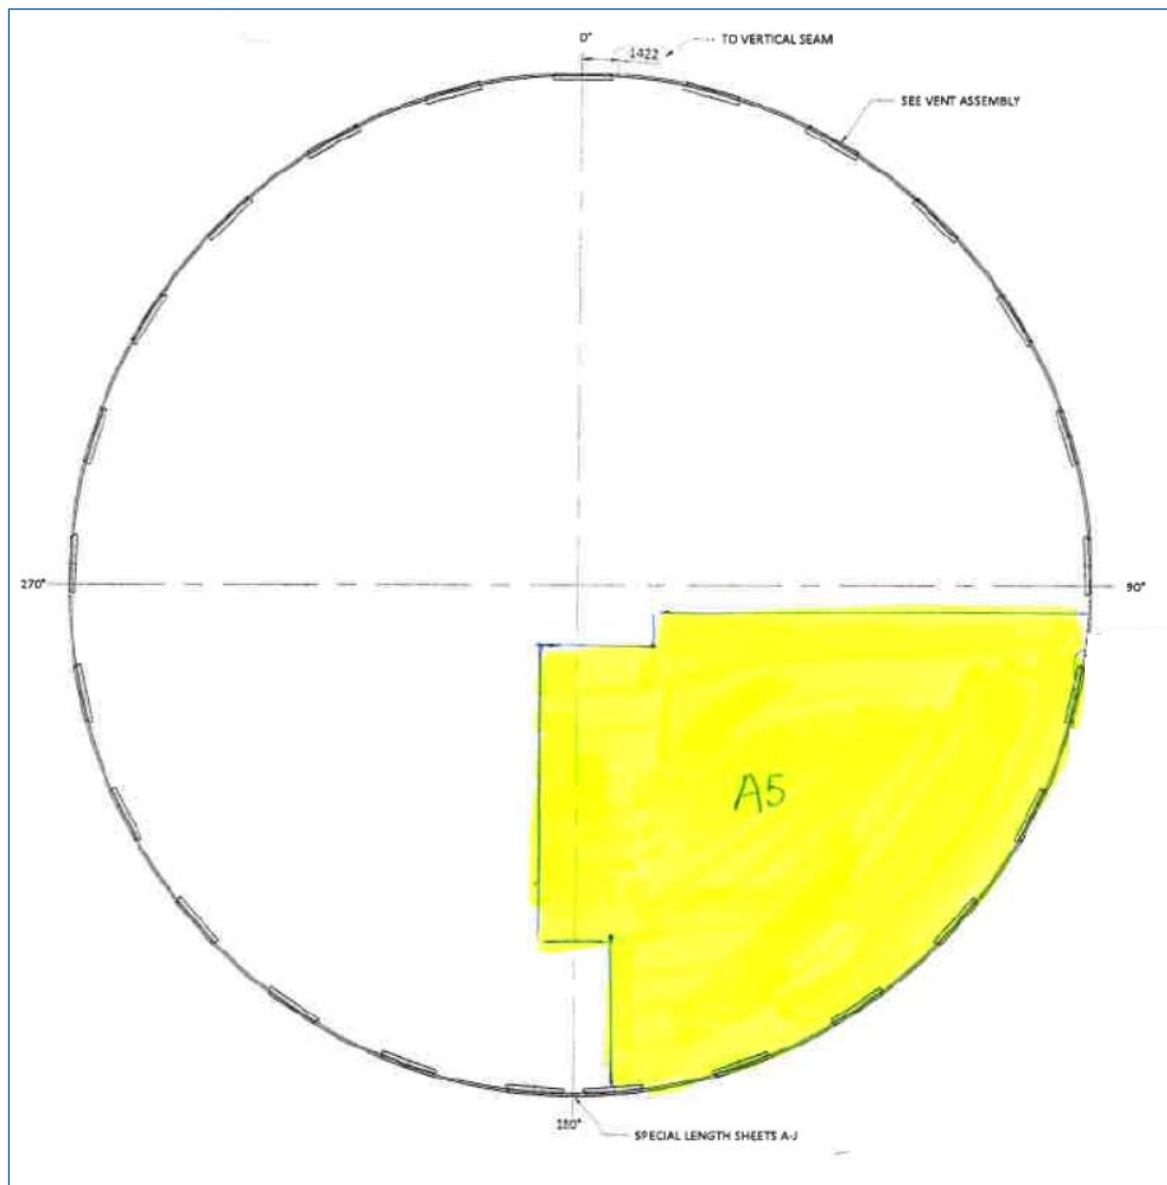 0°
1422
TO VERTICAL SEAM
SEE VENT ASSEMBLY
270°
90°
A5
180°
SPECIAL LENGTH SHEETS A-J